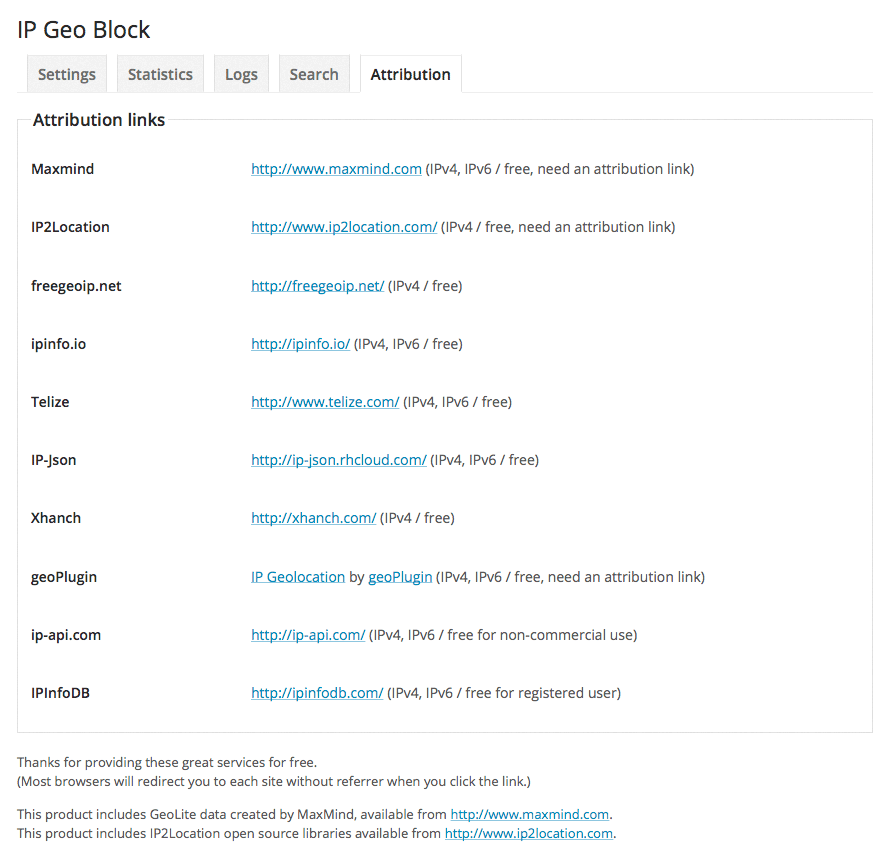 IP Geo Block
Settings Statistics Logs Search Attribution
Attribution links
Maxmind http://www.maxmind.com (IPv4, IPv6 / free, need an attribution link)
IP2Location http://www.ip2location.com/ (IPv4 / free, need an attribution link)
freegeoip.net http://freegeoip.net/ (IPv4 / free)
ipinfo.io http://ipinfo.io/ (IPv4, IPv6 / free)
Telize http://www.telize.com/ (IPv4, IPv6 / free)
IP-Json http://ip-json.rhcloud.com/ (IPv4, IPv6 / free)
Xhanch http://xhanch.com/ (IPv4 / free)
geoPlugin IP Geolocation by geoPlugin (IPv4, IPv6 / free, need an attribution link)
ip-api.com http://ip-api.com/ (IPv4, IPv6 / free for non-commercial use)
IPInfoDB http://ipinfodb.com/ (IPv4, IPv6 / free for registered user)
Thanks for providing these great services for free.
(Most browsers will redirect you to each site without referrer when you click the link.)
This product includes GeoLite data created by MaxMind, available from http://www.maxmind.com.
This product includes IP2Location open source libraries available from http://www.ip2location.com.